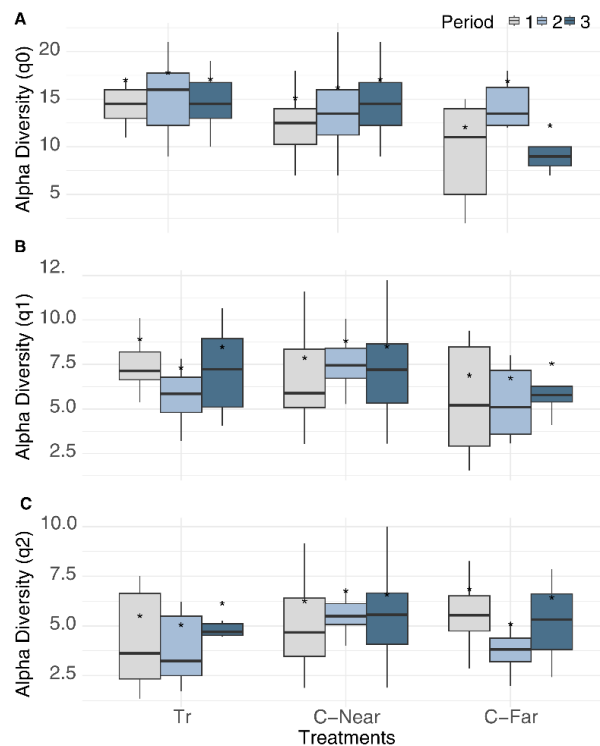 A
Period 1 2 3
Alpha Diversity (q0)
20
15
10
5
B
Alpha Diversity (q1)
12.
10.0
7.5
5.0
2.5
C
Alpha Diversity (q2)
10.0
7.5
5.0
2.5
Tr C−Near C−Far
Treatments